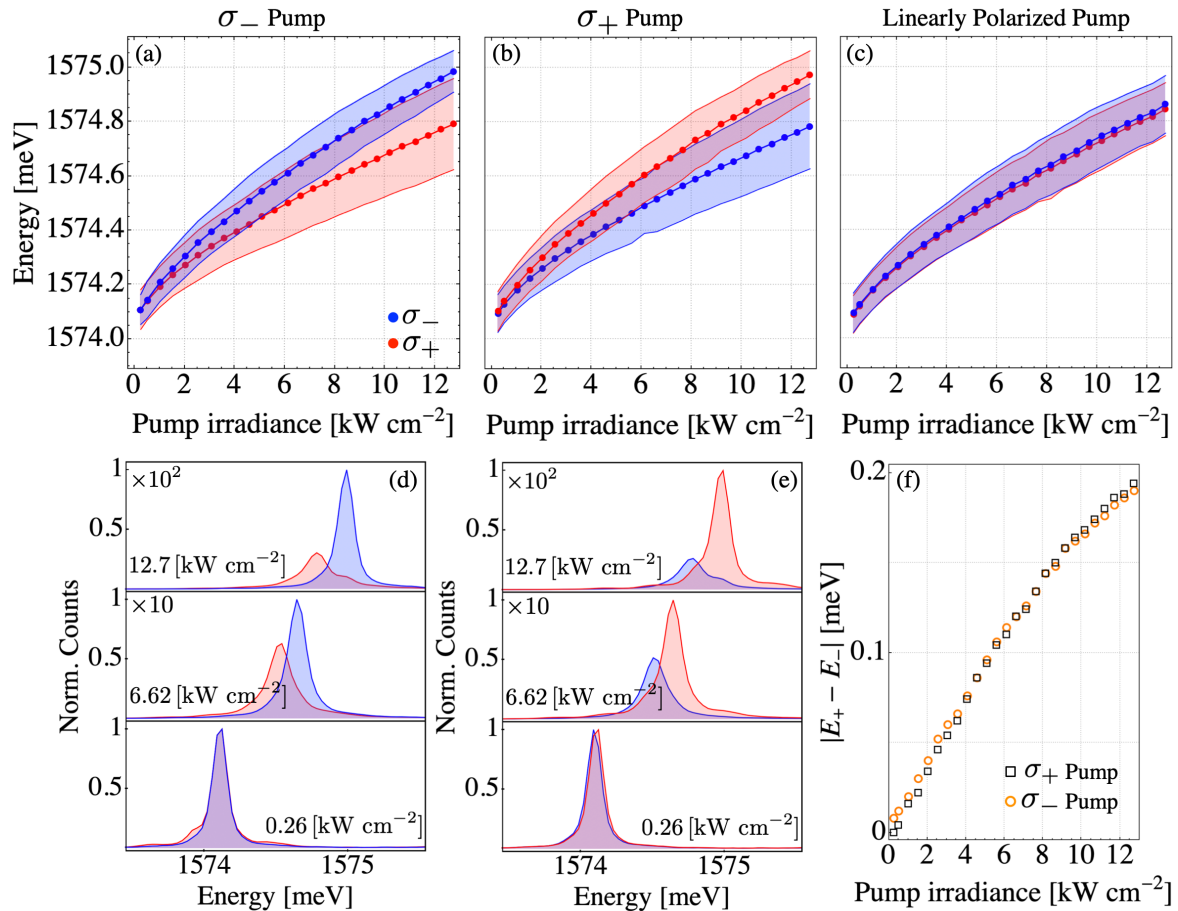 σ− Pump
σ+ Pump
Linearly Polarized Pump
(a)
(b)
(c)
Energy [meV]
1575.0
1574.8
1574.6
1574.4
1574.2
1574.0
σ−
σ+
0 2 4 6 8 10 12
0 2 4 6 8 10 12
0 2 4 6 8 10 12
Pump irradiance [kW cm−2]
Pump irradiance [kW cm−2]
Pump irradiance [kW cm−2]
(d)
Norm. Counts
1
×10^2
0.5
12.7 [kW cm−2]
1
×10
0.5
6.62 [kW cm−2]
1
0.5
0.26 [kW cm−2]
1574 1575
Energy [meV]
(e)
Norm. Counts
1
×10^2
0.5
12.7 [kW cm−2]
1
×10
0.5
6.62 [kW cm−2]
1
0.5
0.26 [kW cm−2]
1574 1575
Energy [meV]
(f)
|E+ − E−| [meV]
0.2
0.1
0
σ+ Pump
σ− Pump
0 2 4 6 8 10 12
Pump irradiance [kW cm−2]